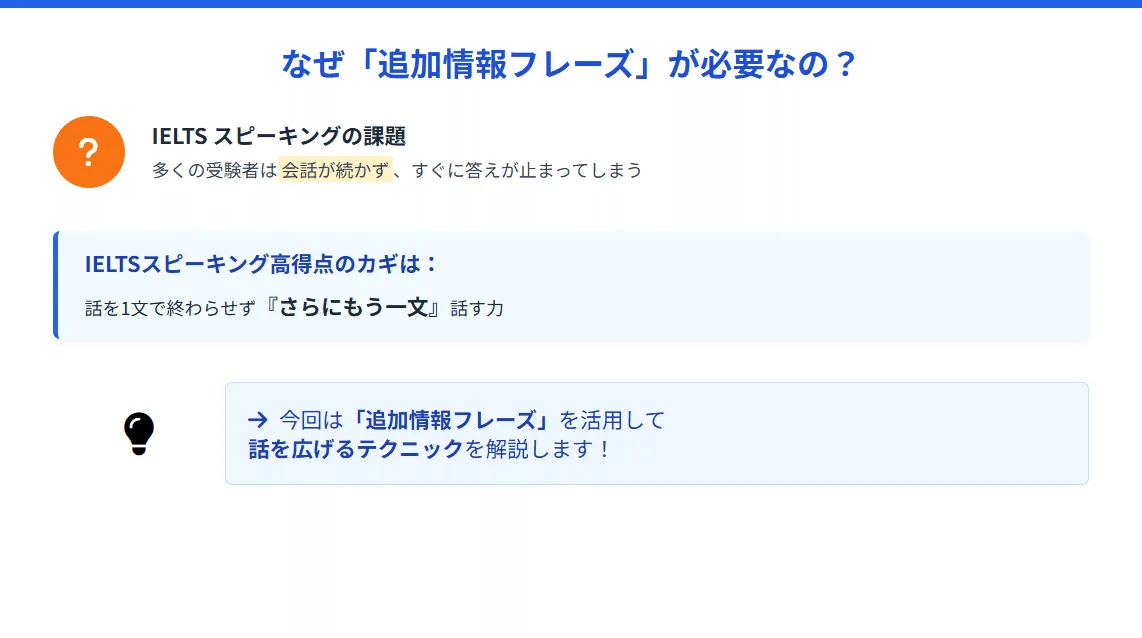 なぜ「追加情報フレーズ」が必要なの？
IELTS スピーキングの課題
多くの受験者は 会話が続かず 、すぐに答えが止まってしまう
IELTSスピーキング高得点のカギは：
話を1文で終わらせず『さらにもう一文』話す力
→ 今回は「追加情報フレーズ」を活用して
話を広げるテクニックを解説します！